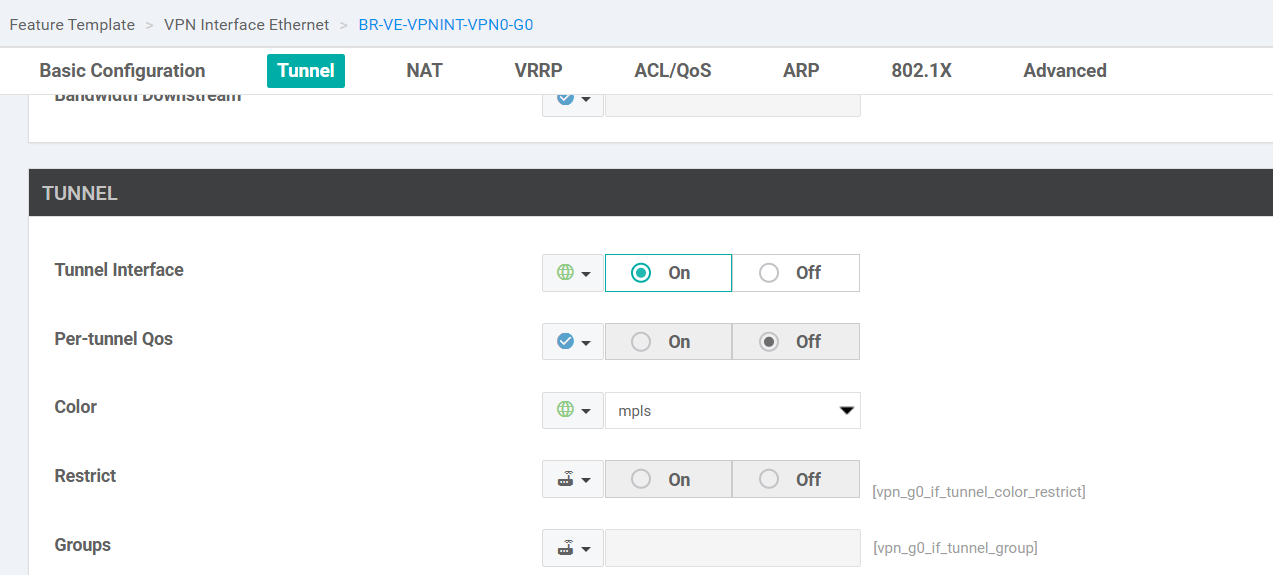 Feature Template > VPN Interface Ethernet > BR-VE-VPNINT-VPN0-G0
Basic Configuration Tunnel NAT VRRP ACL/QoS ARP 802.1X Advanced
Bandwidth Downstream
TUNNEL
Tunnel Interface On Off
Per-tunnel Qos On Off
Color mpls
Restrict On Off [vpn_g0_if_tunnel_color_restrict]
Groups [vpn_g0_if_tunnel_group]